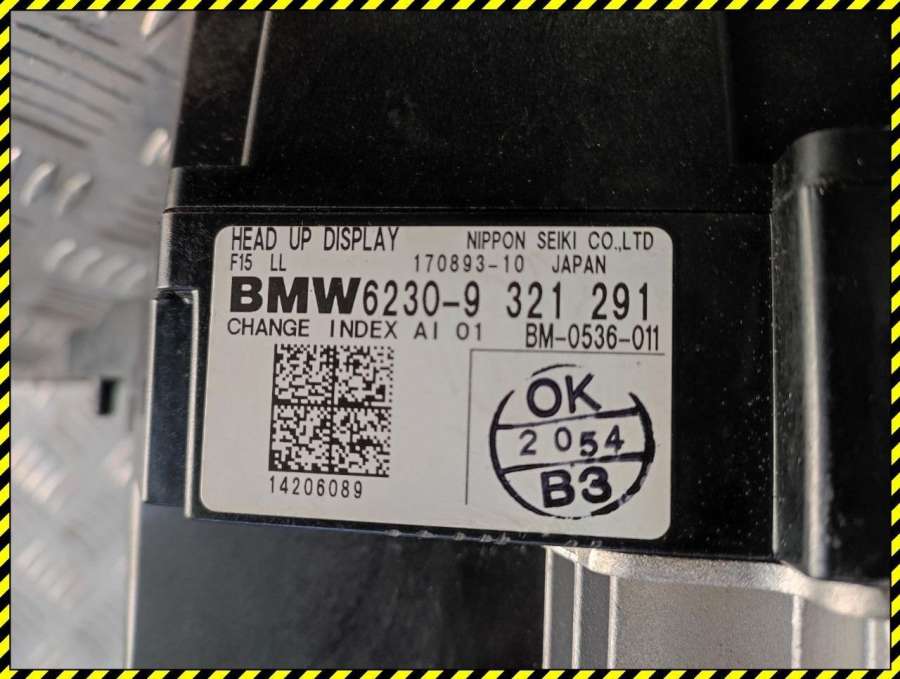 HEAD UP DISPLAY NIPPON SEIKI CO.,LTD
F15 LL 170893-10 JAPAN
BMW6230-9 321 291
CHANGE INDEX AI 01 BM-0536-011
14206089
OK
2054
B3